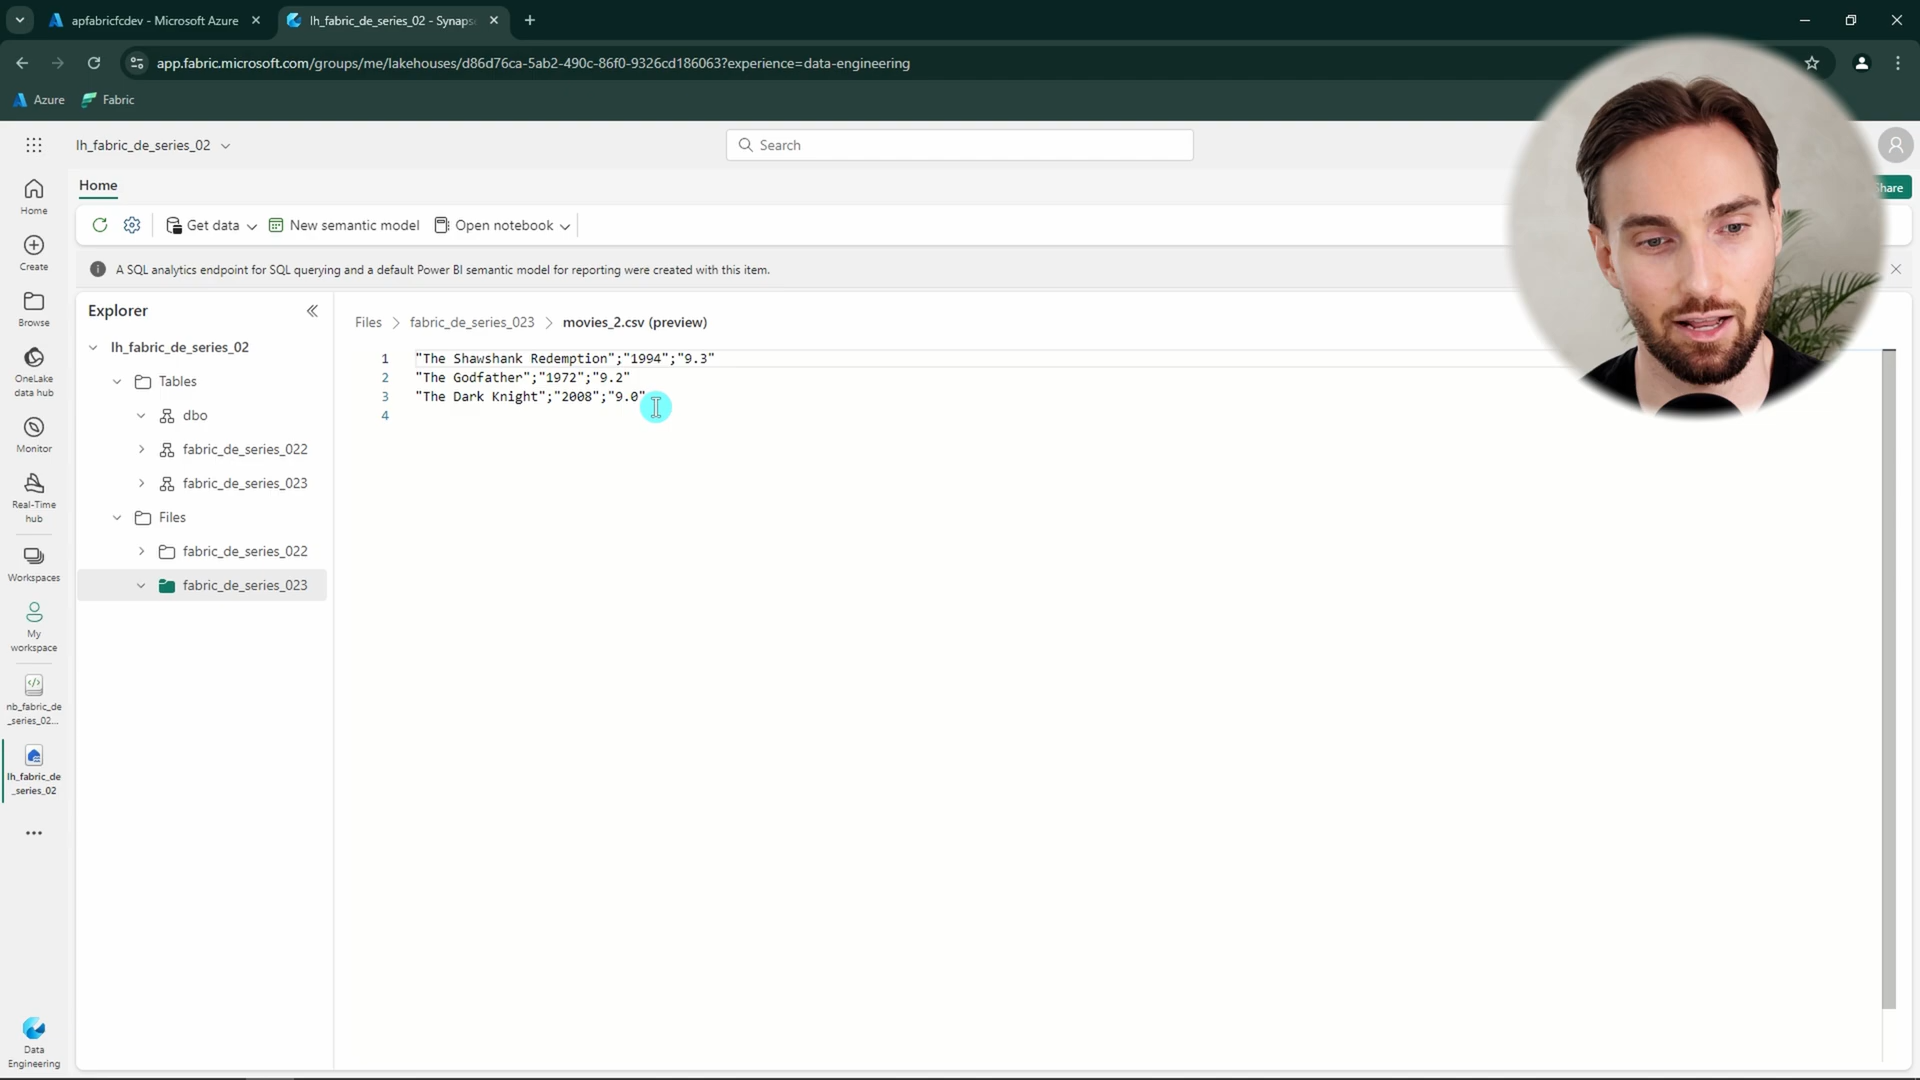 apfabricfcdev - Microsoft Azure
lh_fabric_de_series_02 - Synaps
app.fabric.microsoft.com/groups/me/lakehouses/d86d76ca-5ab2-490c-86f0-9326cd186063?experience=data-engineering
Azure
Fabric
lh_fabric_de_series_02
Search
Home
hare
Get data
New semantic model
Open notebook
A SQL analytics endpoint for SQL querying and a default Power BI semantic model for reporting were created with this item.
Home
Create
Browse
OneLake
data hub
Monitor
Real-Time
hub
Workspaces
My
workspace
nb_fabric_de
_series_02...
lh_fabric_de
_series_02
Data
Engineering
Explorer
lh_fabric_de_series_02
Tables
dbo
fabric_de_series_022
fabric_de_series_023
Files
fabric_de_series_022
fabric_de_series_023
Files > fabric_de_series_023 > movies_2.csv (preview)
1 "The Shawshank Redemption";"1994";"9.3"
2 "The Godfather";"1972";"9.2"
3 "The Dark Knight";"2008";"9.0"
4